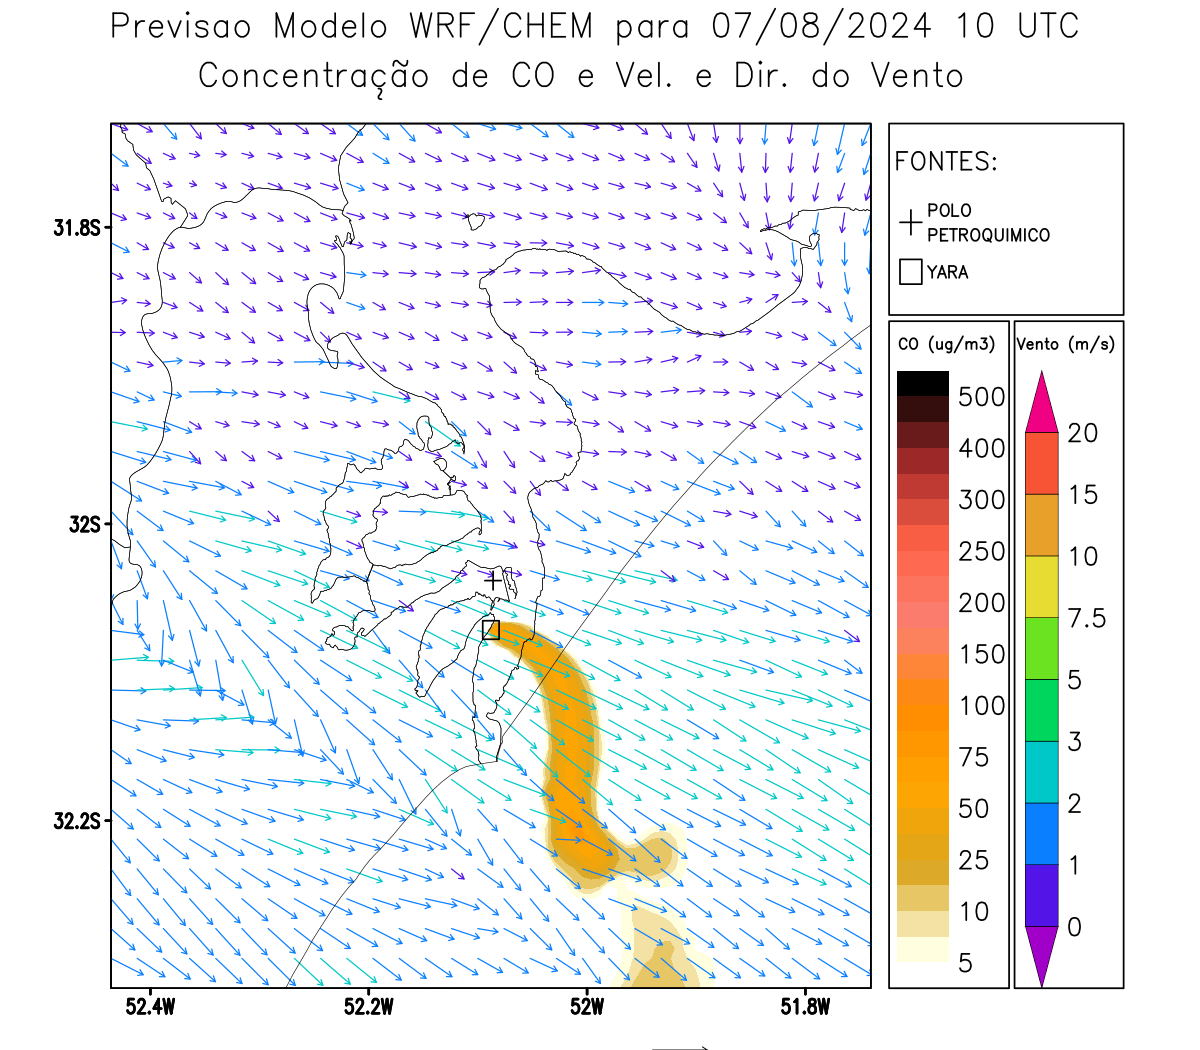 Previsao Modelo WRF/CHEM para 07/08/2024 10 UTC
Concentração de CO e Vel. e Dir. do Vento
FONTES:
POLO
PETROQUIMICO
YARA
CO (ug/m3)
500
400
300
250
200
150
100
75
50
25
10
5
Vento (m/s)
20
15
10
7.5
5
3
2
1
0
31.8S
32S
32.2S
52.4W
52.2W
52W
51.8W